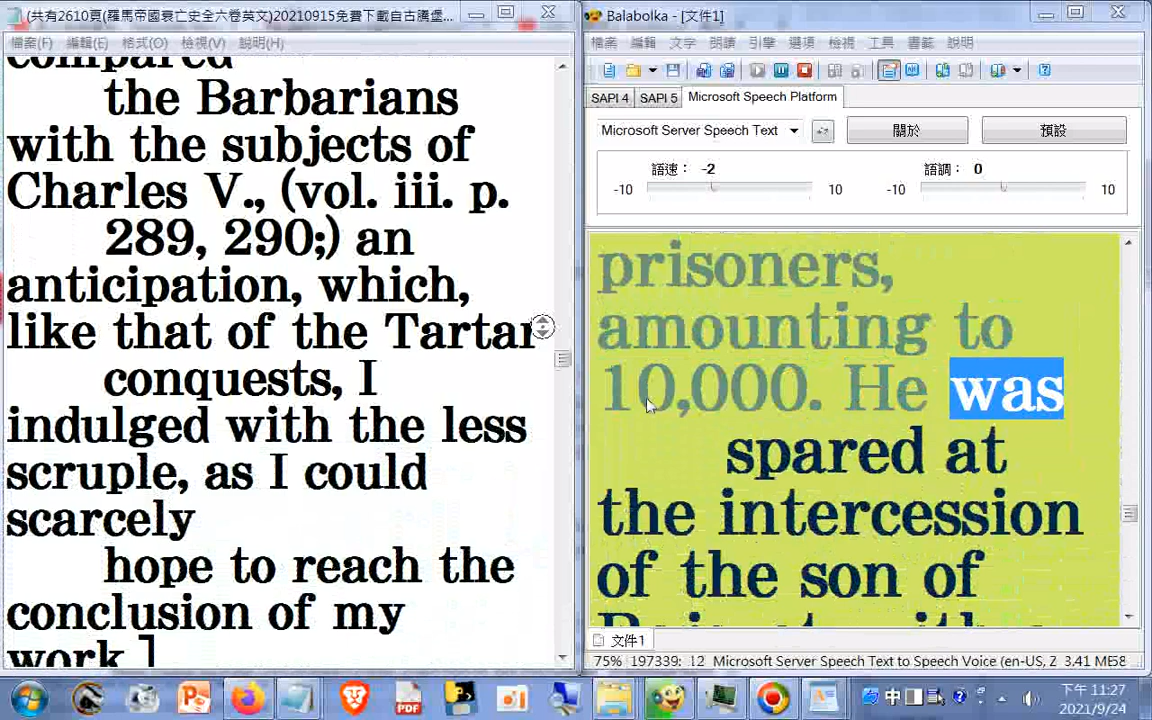 (共有2610頁(羅馬帝國衰亡史全六卷英文)20210915免費下載自古騰堡...
檔案(F) 編輯(E) 格式(O) 檢視(V) 說明(H)
compared
the Barbarians
with the subjects of
Charles V., (vol. iii. p.
289, 290;) an
anticipation, which,
like that of the Tartar
conquests, I
indulged with the less
scruple, as I could
scarcely
hope to reach the
conclusion of my
work.]
Balabolka - [文件1]
檔案 編輯 文字 朗讀 引擎 選項 檢視 工具 書籤 說明
SAPI 4 SAPI 5 Microsoft Speech Platform
Microsoft Server Speech Text 關於 預設
語速： -2 語調： 0
-10 10 -10 10
prisoners,
amounting to
10,000. He was
spared at
the intercession
of the son of
文件1
75% 197339: 12 Microsoft Server Speech Text to Speech Voice (en-US, Z 3,41 ME58
中 下午 11:27
2021/9/24
PDF